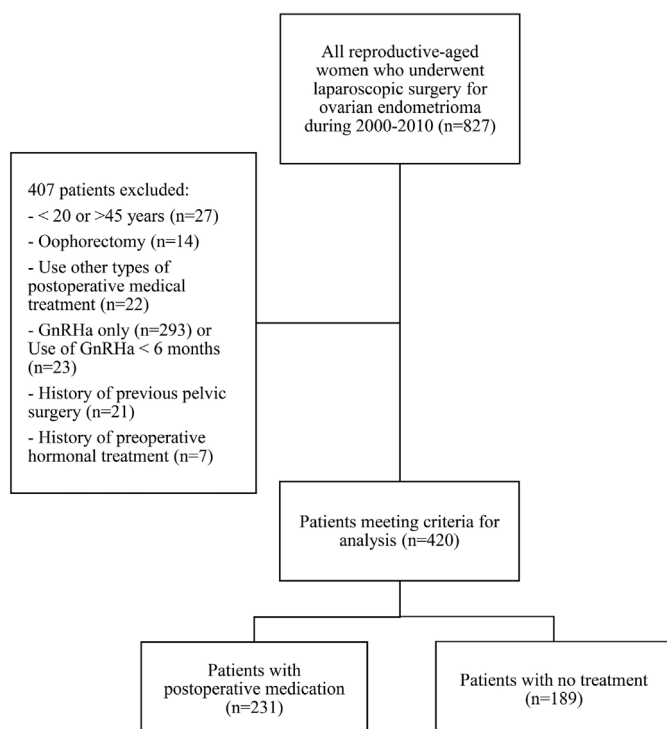 All reproductive-aged
women who underwent
laparoscopic surgery for
ovarian endometrioma
during 2000-2010 (n=827)
407 patients excluded:
- < 20 or >45 years (n=27)
- Oophorectomy (n=14)
- Use other types of
postoperative medical
treatment (n=22)
- GnRHa only (n=293) or
Use of GnRHa < 6 months
(n=23)
- History of previous pelvic
surgery (n=21)
- History of preoperative
hormonal treatment (n=7)
Patients meeting criteria for
analysis (n=420)
Patients with
postoperative medication
(n=231)
Patients with no treatment
(n=189)